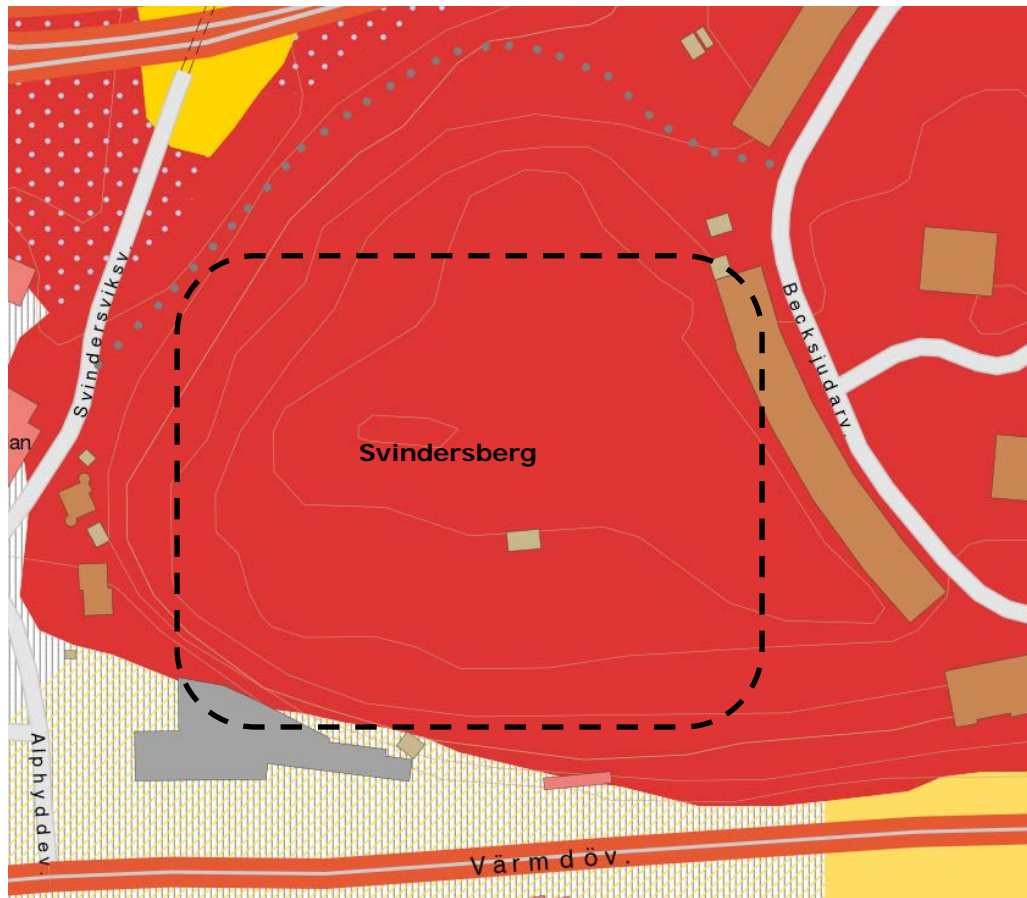 Svindersviksv.
Becksjudarv.
an
Svindersberg
Alphyddev.
Värmdöv.